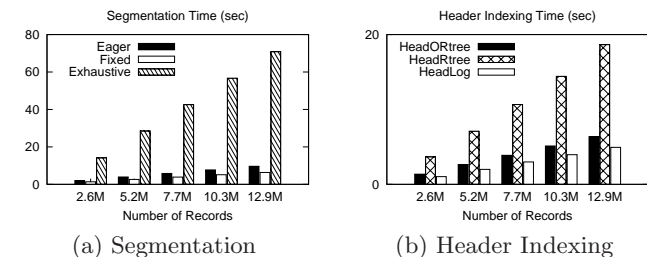 Segmentation Time (sec)
80
60
40
20
0
Eager
Fixed
Exhaustive
2.6M 5.2M 7.7M 10.3M 12.9M
Number of Records
(a) Segmentation
Header Indexing Time (sec)
20
10
0
HeadORtree
HeadRtree
HeadLog
2.6M 5.2M 7.7M 10.3M 12.9M
Number of Records
(b) Header Indexing